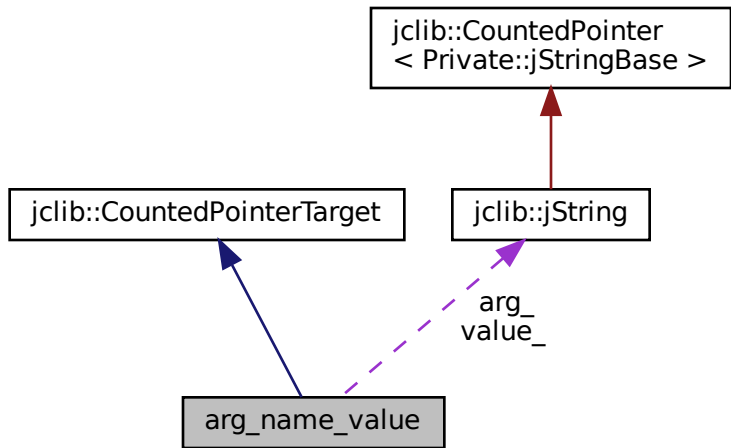 jclib::CountedPointer
< Private::jStringBase >
jclib::CountedPointerTarget
jclib::jString
arg_
value_
arg_name_value